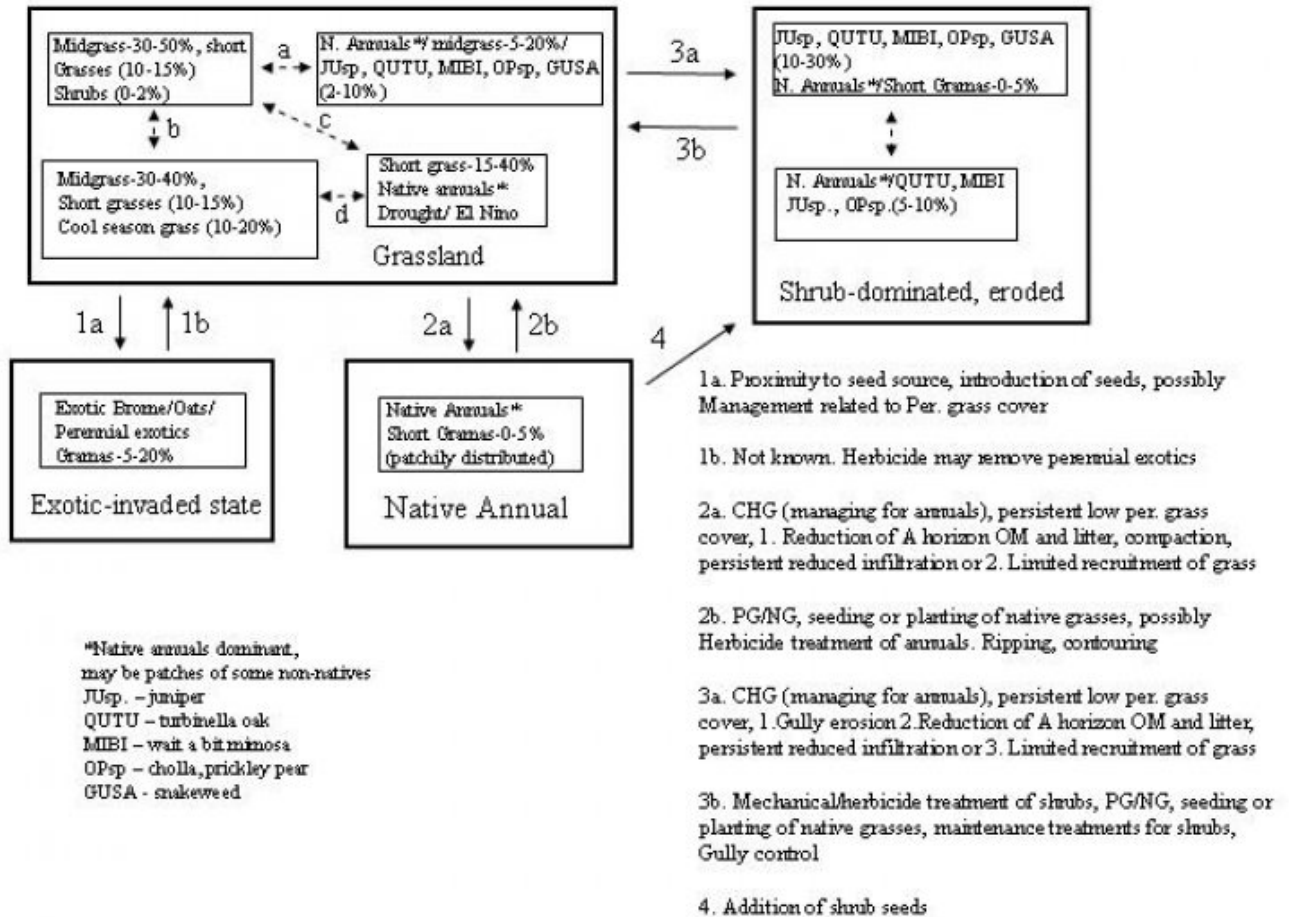 Midgrass-30-50%, short
Grasses (10-15%)
Shrubs (0-2%)
a
N. Annuals*/ midgrass-5-20%/
JUsp, QUTU, MIBI, OPsp, GUSA
(2-10%)
b
c
Midgrass-30-40%,
Short grasses (10-15%)
Cool season grass (10-20%)
d
Short grass-15-40%
Native annuals*
Drought/ El Nino
Grassland
3a
3b
JUsp, QUTU, MIBI, OPsp, GUSA
(10-30%)
N. Annuals*/Short Gramas-0-5%
N. Annuals*/QUTU, MIBI
JUsp., OPsp.(5-10%)
Shrub-dominated, eroded
1a
1b
2a
2b
4
Exotic Brome/Oats/
Perennial exotics
Gramas-5-20%
Exotic-invaded state
Native Annuals*
Short Gramas-0-5%
(patchily distributed)
Native Annual
1a. Proximity to seed source, introduction of seeds, possibly
Management related to Per. grass cover
1b. Not known. Herbicide may remove perennial exotics
2a. CHG (managing for annuals), persistent low per. grass
cover, 1. Reduction of A horizon OM and litter, compaction,
persistent reduced infiltration or 2. Limited recruitment of grass
2b. PG/NG, seeding or planting of native grasses, possibly
Herbicide treatment of annuals. Ripping, contouring
3a. CHG (managing for annuals), persistent low per. grass
cover, 1.Gully erosion 2.Reduction of A horizon OM and litter,
persistent reduced infiltration or 3. Limited recruitment of grass
3b. Mechanical/herbicide treatment of shrubs, PG/NG, seeding or
planting of native grasses, maintenance treatments for shrubs,
Gully control
4. Addition of shrub seeds
*Native annuals dominant,
may be patches of some non-natives
JUsp. – juniper
QUTU – turbinella oak
MIBI – wait a bit mimosa
OPsp – cholla,prickley pear
GUSA - snakeweed